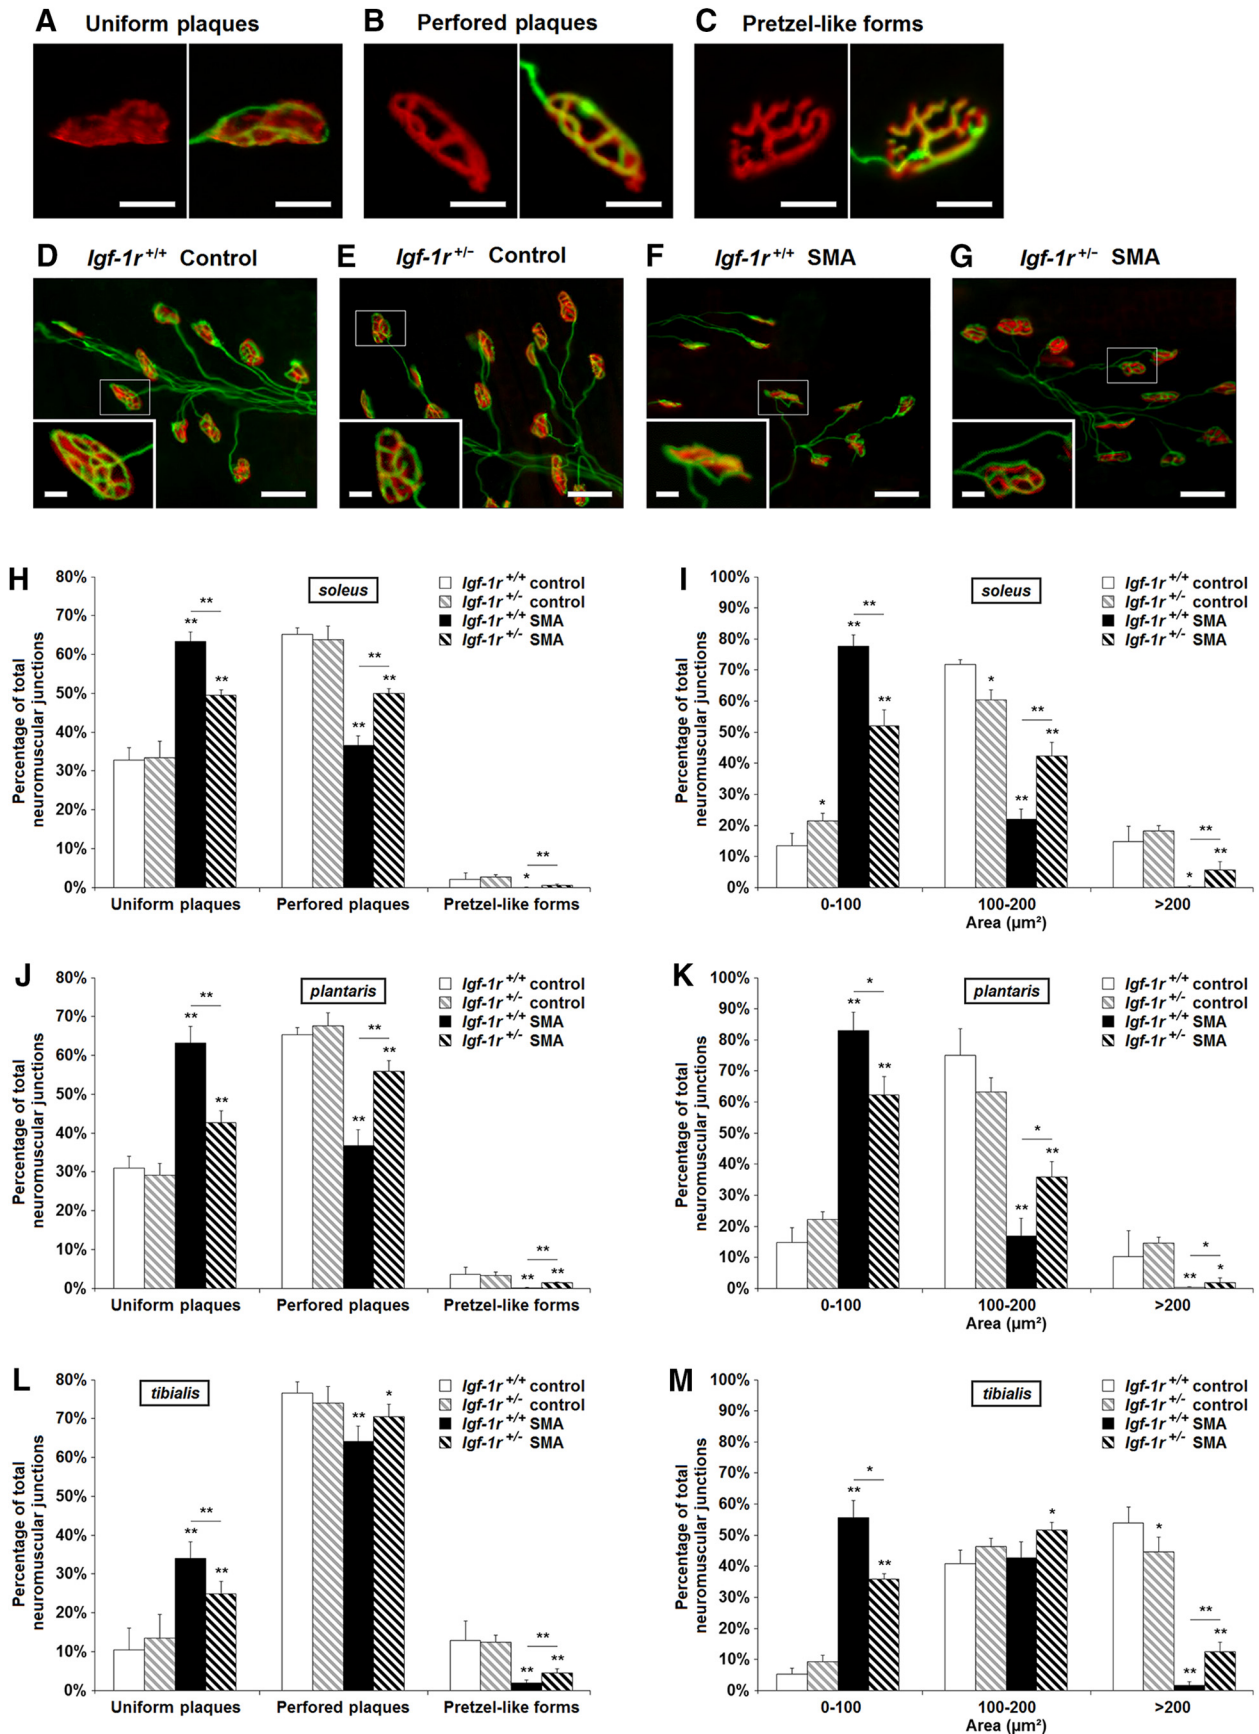 A Uniform plaques
B Perfored plaques
C Pretzel-like forms
D Igf-1r+/+ Control
E Igf-1r+/− Control
F Igf-1r+/+ SMA
G Igf-1r+/− SMA
H
80%
70%
60%
50%
40%
30%
20%
10%
0%
Percentage of total
neuromuscular junctions
soleus
Igf-1r+/+ control
Igf-1r+/- control
Igf-1r+/+ SMA
Igf-1r+/- SMA
** ** **
** ** **
* **
Uniform plaques Perfored plaques Pretzel-like forms
I
100%
90%
80%
70%
60%
50%
40%
30%
20%
10%
0%
Percentage of total
neuromuscular junctions
soleus
Igf-1r+/+ control
Igf-1r+/- control
Igf-1r+/+ SMA
Igf-1r+/- SMA
* ** ** **
* ** ** **
* ** **
0-100 100-200 >200
Area (µm²)
J
80%
70%
60%
50%
40%
30%
20%
10%
0%
Percentage of total
neuromuscular junctions
plantaris
Igf-1r+/+ control
Igf-1r+/- control
Igf-1r+/+ SMA
Igf-1r+/- SMA
** ** **
** ** **
** ** **
Uniform plaques Perfored plaques Pretzel-like forms
K
100%
90%
80%
70%
60%
50%
40%
30%
20%
10%
0%
Percentage of total
neuromuscular junctions
plantaris
Igf-1r+/+ control
Igf-1r+/- control
Igf-1r+/+ SMA
Igf-1r+/- SMA
** * **
** * **
** * *
0-100 100-200 >200
Area (µm²)
L
80%
70%
60%
50%
40%
30%
20%
10%
0%
Percentage of total
neuromuscular junctions
tibialis
Igf-1r+/+ control
Igf-1r+/- control
Igf-1r+/+ SMA
Igf-1r+/- SMA
** ** **
** *
** ** **
Uniform plaques Perfored plaques Pretzel-like forms
M
100%
90%
80%
70%
60%
50%
40%
30%
20%
10%
0%
Percentage of total
neuromuscular junctions
tibialis
Igf-1r+/+ control
Igf-1r+/- control
Igf-1r+/+ SMA
Igf-1r+/- SMA
** * **
*
* ** ** **
0-100 100-200 >200
Area (µm²)